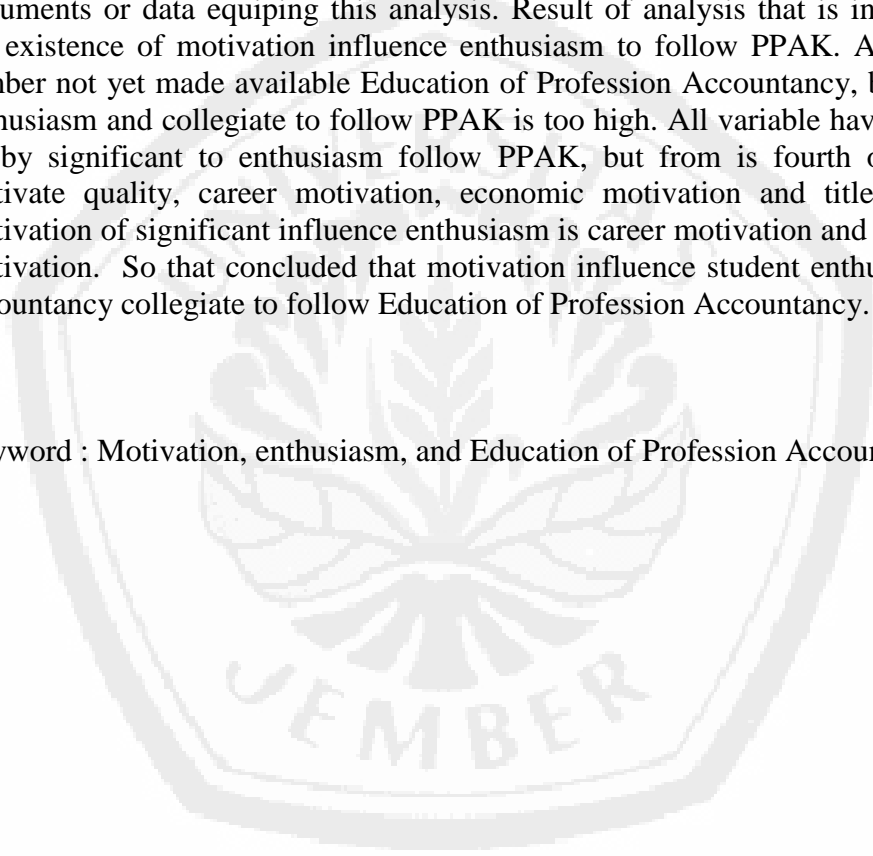 uments or data equiping this analysis. Result of analysis that is in
existence of motivation influence enthusiasm to follow PPAK. A
nber not yet made available Education of Profession Accountancy, b
husiasm and collegiate to follow PPAK is too high. All variable hav
by significant to enthusiasm follow PPAK, but from is fourth o
tivate quality, career motivation, economic motivation and title
tivation of significant influence enthusiasm is career motivation and
tivation. So that concluded that motivation influence student enthu
countancy collegiate to follow Education of Profession Accountancy.
yword : Motivation, enthusiasm, and Education of Profession Accoun
UNIVERSITAS
JEMBER